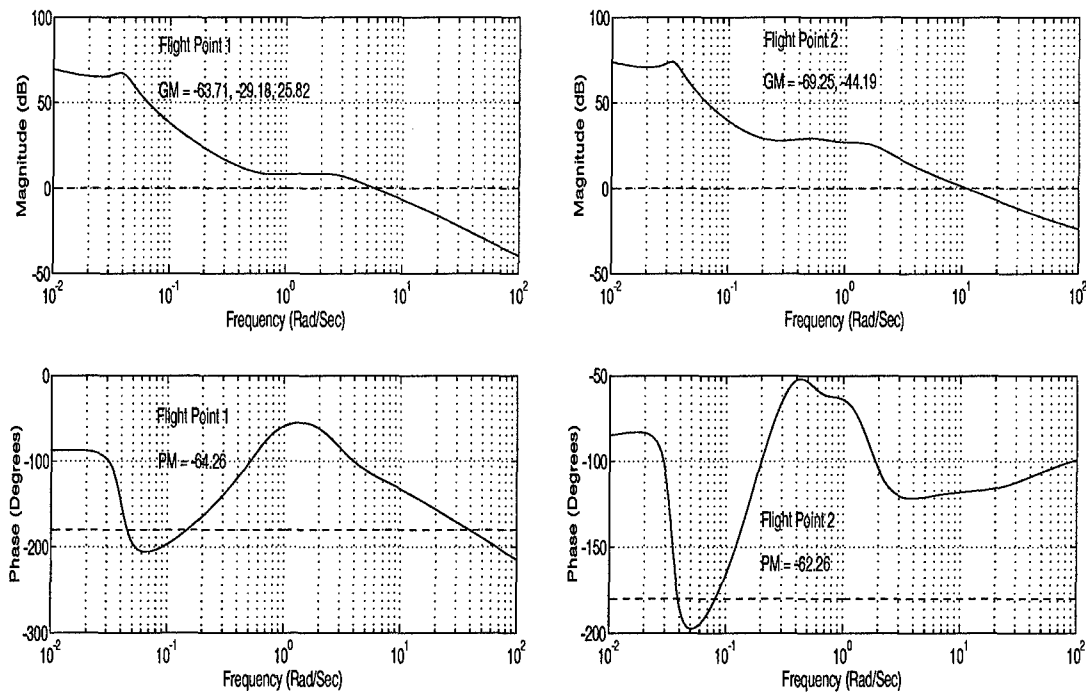 100
50
0
-50
Magnitude (dB)
Flight Point 1
GM = -63.71, -29.18, 25.82
10^-2
10^-1
10^0
10^1
10^2
Frequency (Rad/Sec)
100
50
0
-50
Magnitude (dB)
Flight Point 2
GM = -69.25, -44.19
10^-2
10^-1
10^0
10^1
10^2
Frequency (Rad/Sec)
0
-100
-200
-300
Phase (Degrees)
Flight Point 1
PM = -64.26
10^-2
10^-1
10^0
10^1
10^2
Frequency (Rad/Sec)
-50
-100
-150
-200
Phase (Degrees)
Flight Point 2
PM = -62.26
10^-2
10^-1
10^0
10^1
10^2
Frequency (Rad/Sec)